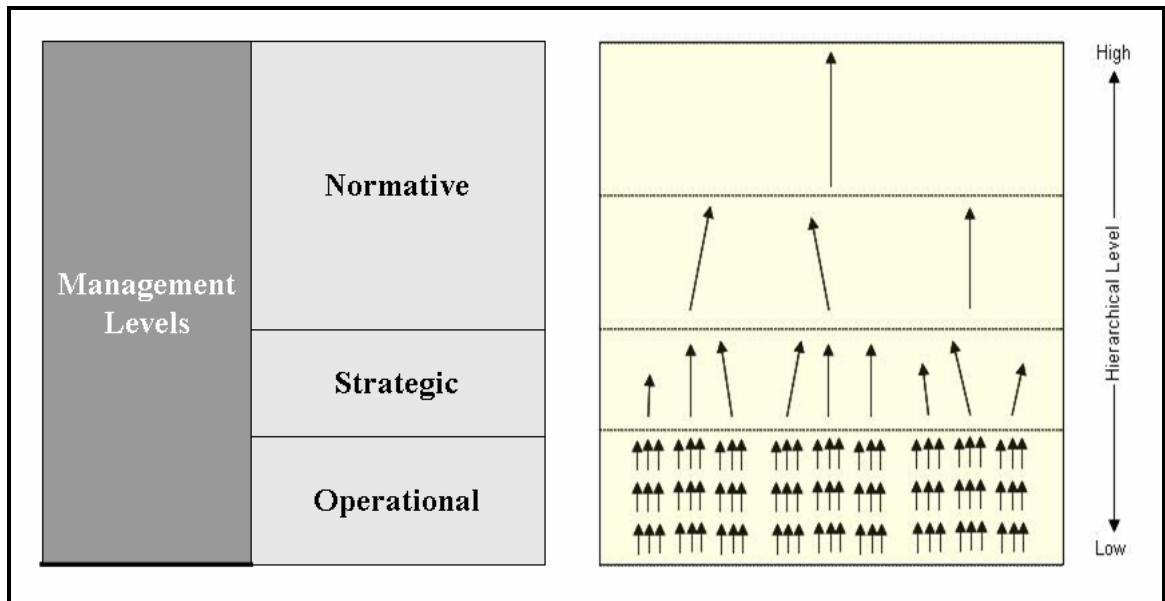 Management
Levels
Normative
Strategic
Operational
High
Hierarchical Level
Low